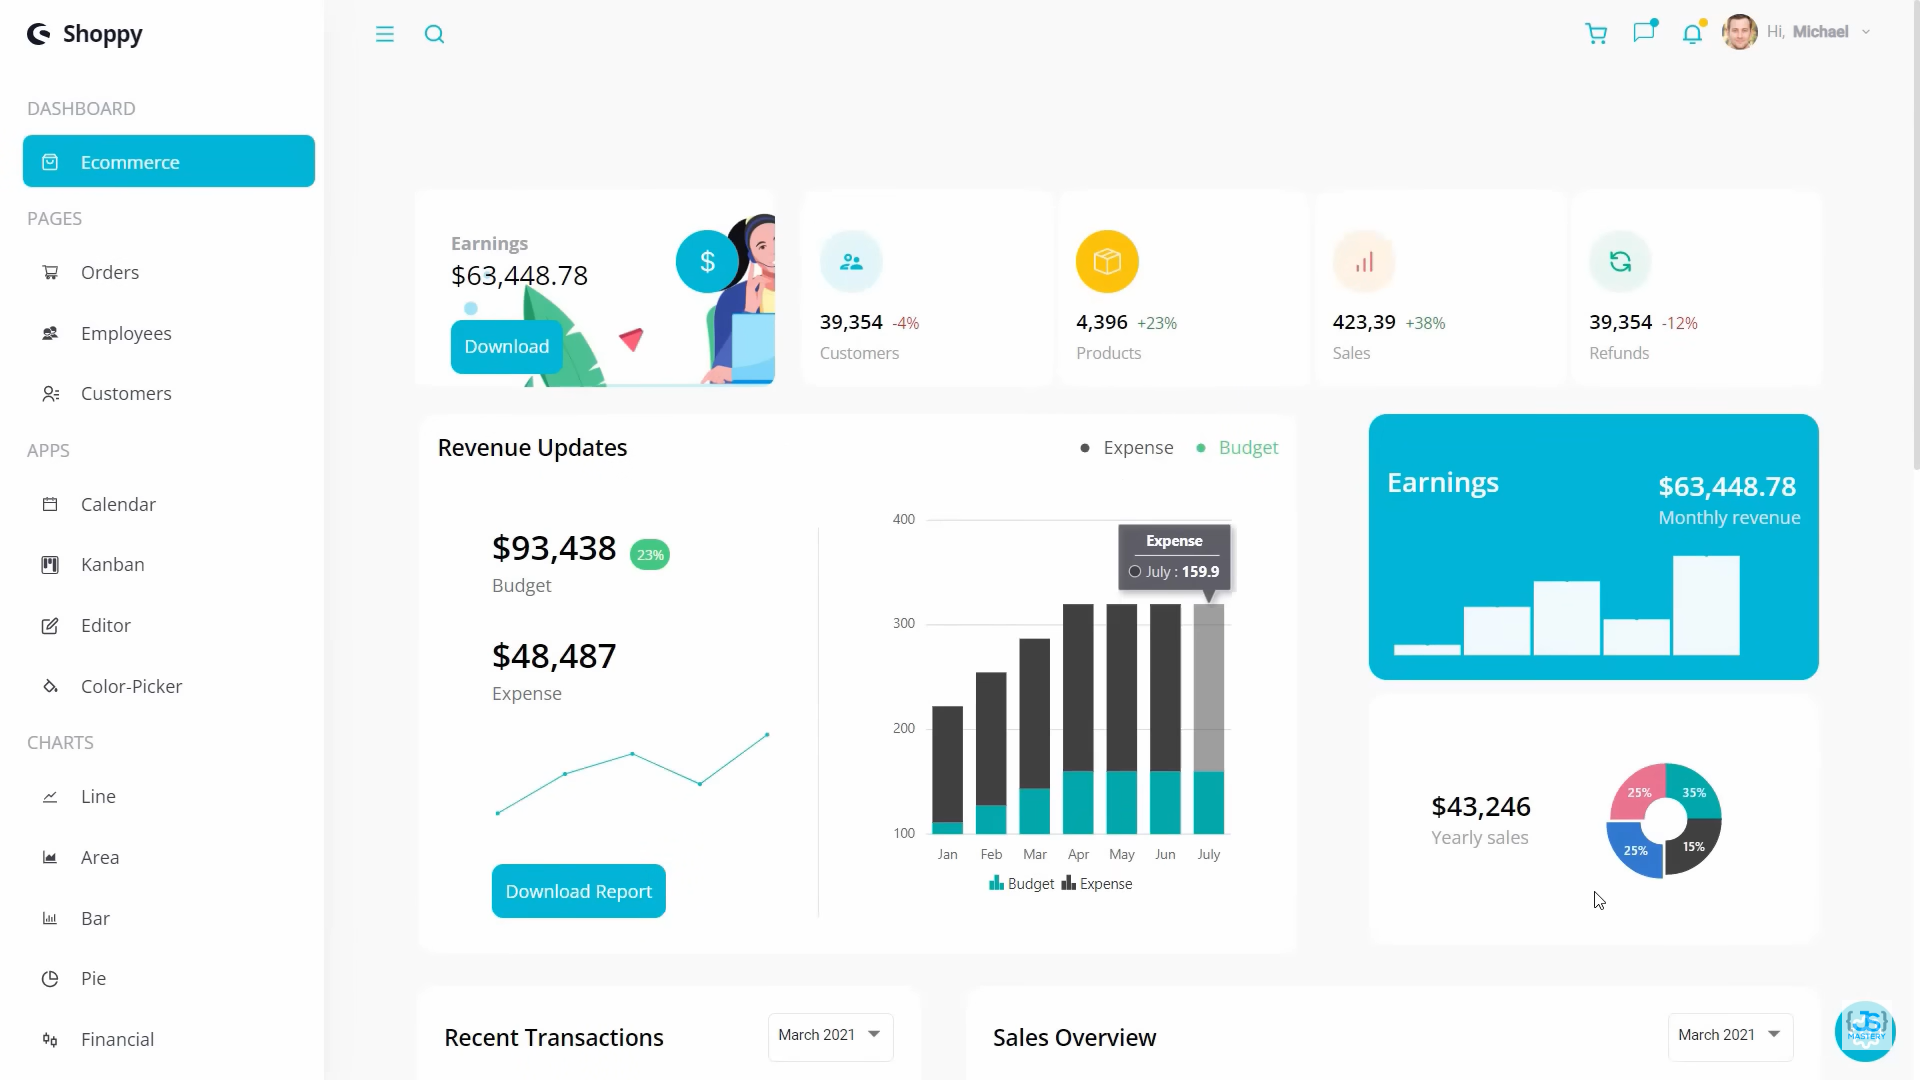 Shoppy
Hi, Michael
DASHBOARD
Ecommerce
PAGES
Orders
Employees
Customers
APPS
Calendar
Kanban
Editor
Color-Picker
CHARTS
Line
Area
Bar
Pie
Financial
Earnings
$63,448.78
$
Download
39,354 -4%
Customers
4,396 +23%
Products
423,39 +38%
Sales
39,354 -12%
Refunds
Revenue Updates
Expense
Budget
$93,438 23%
Budget
$48,487
Expense
Download Report
400
300
200
100
Expense
July : 159.9
Jan Feb Mar Apr May Jun July
Budget Expense
Earnings
$63,448.78
Monthly revenue
$43,246
Yearly sales
25% 35%
25% 15%
Recent Transactions
March 2021
Sales Overview
March 2021
{JS}
MASTERY